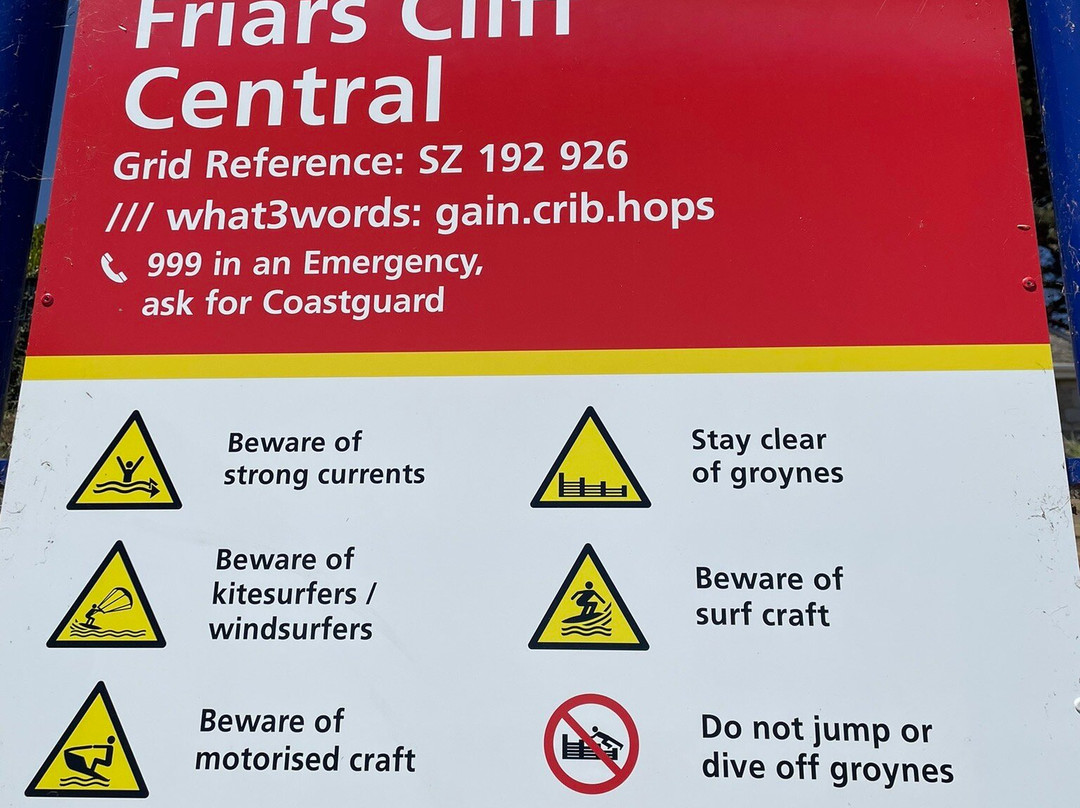 Friars Cliff
Central
Grid Reference: SZ 192 926
/// what3words: gain.crib.hops
999 in an Emergency,
ask for Coastguard
Beware of
strong currents
Stay clear
of groynes
Beware of
kitesurfers /
windsurfers
Beware of
surf craft
Beware of
motorised craft
Do not jump or
dive off groynes